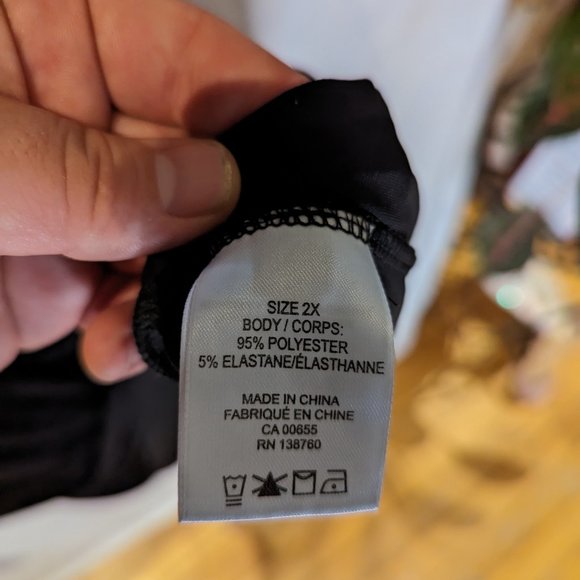 SIZE 2X
BODY / CORPS:
95% POLYESTER
5% ELASTANE/ÉLASTHANNE
MADE IN CHINA
FABRIQUÉ EN CHINE
CA 00655
RN 138760